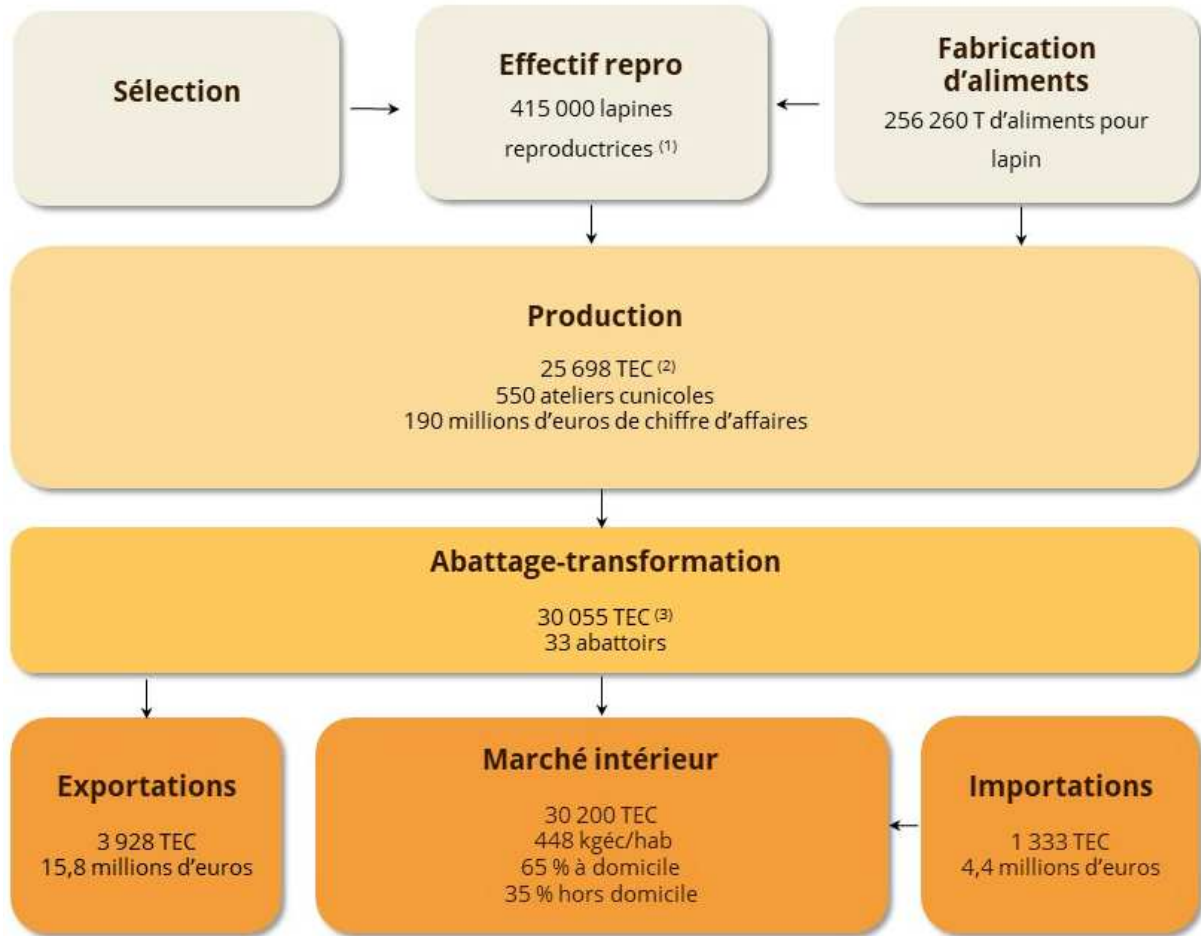 Sélection
Effectif repro
415 000 lapines
reproductrices (1)
Fabrication
d'aliments
256 260 T d'aliments pour
lapin
Production
25 698 TEC (2)
550 ateliers cunicoles
190 millions d'euros de chiffre d'affaires
Abattage-transformation
30 055 TEC (3)
33 abattoirs
Exportations
3 928 TEC
15,8 millions d'euros
Marché intérieur
30 200 TEC
448 kgéc/hab
65 % à domicile
35 % hors domicile
Importations
1 333 TEC
4,4 millions d'euros